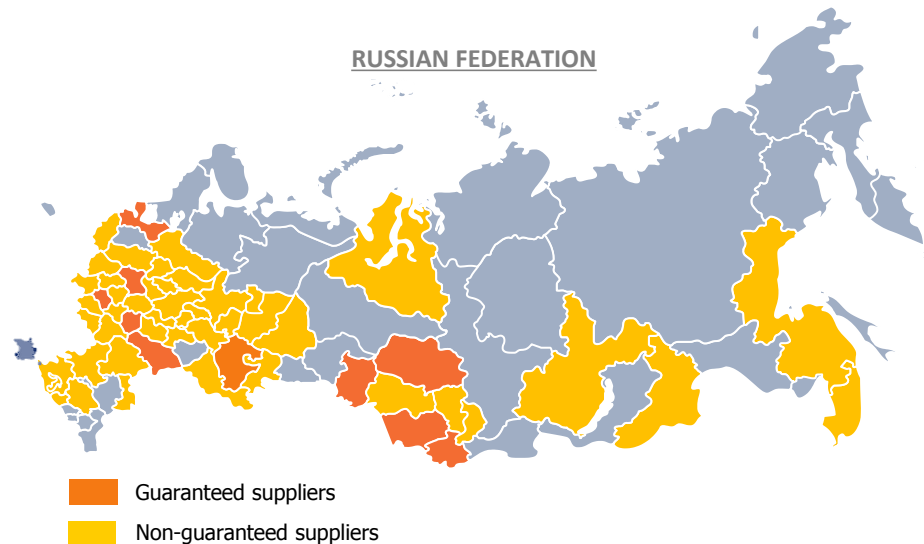 RUSSIAN FEDERATION
Guaranteed suppliers
Non-guaranteed suppliers